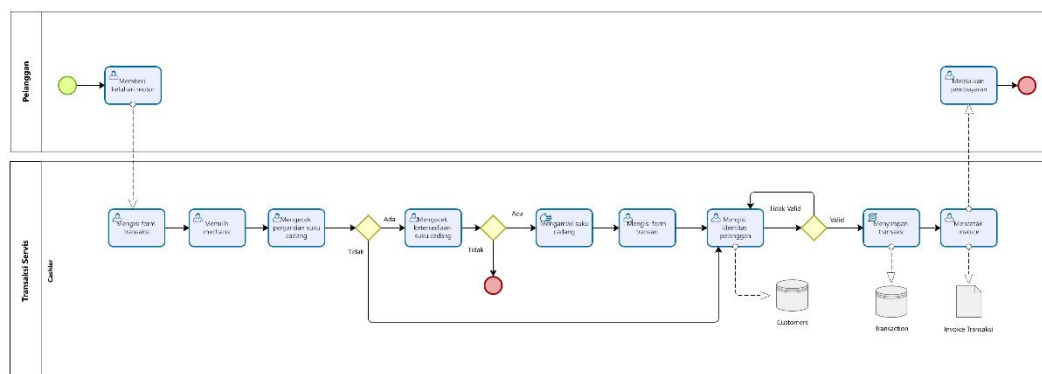 Pelanggan
Memberi
keluhan motor
Melakukan
pembayaran
Transaksi Servis
Cashier
Mengisi form
transaksi
Memilih
mechanic
Mengecek
pergantian suku
cadang
Ada
Tidak
Mengecek
ketersediaan
suku cadang
Ada
Tidak
Mengambil suku
cadang
Mengisi form
transaksi
Mengisi
identitas
pelanggan
Tidak Valid
Valid
Menyimpan
transaksi
Mencetak
invoice
Customers
Transaction
Invoice Transaksi